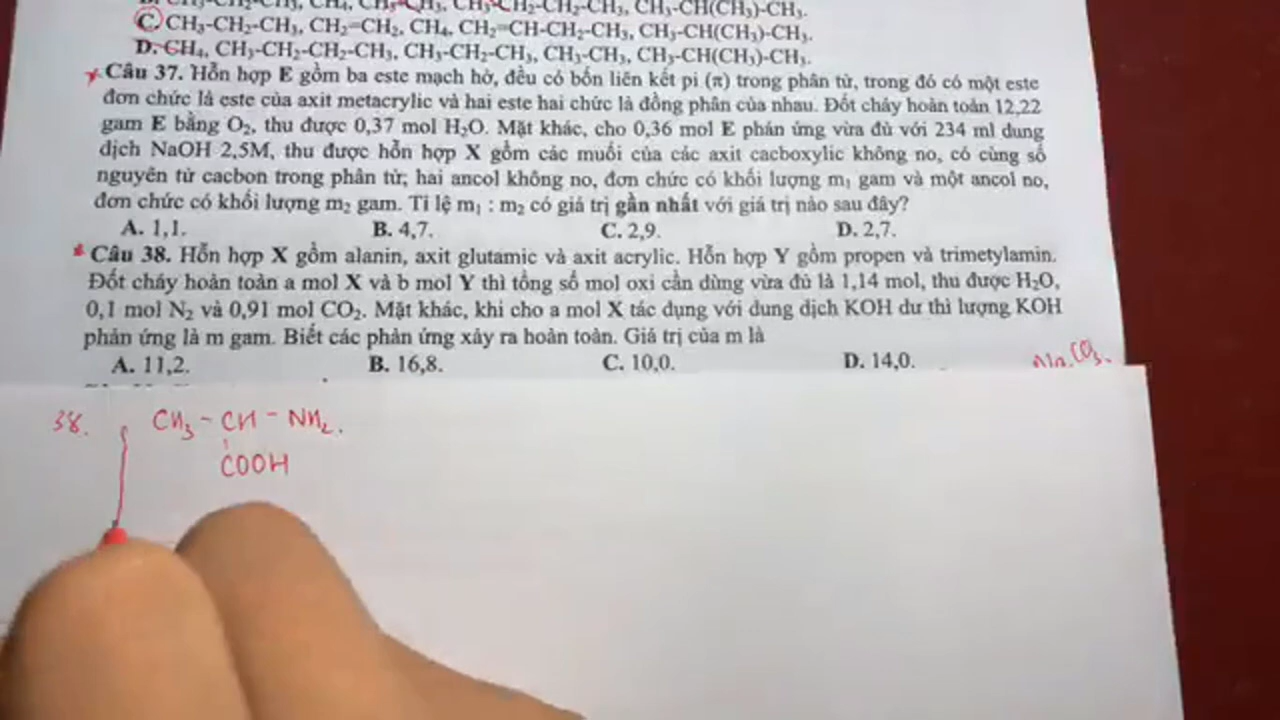 CH₃, CH₄, CH₃-CH₃, CH₃-CH₂-CH₂-CH₃, CH₃-CH(CH₃)-CH₃.
C. CH₃-CH₂-CH₃, CH₂=CH₂, CH₄, CH₂=CH-CH₂-CH₃, CH₃-CH(CH₃)-CH₃.
D. CH₄, CH₃-CH₂-CH₂-CH₃, CH₃-CH₂-CH₃, CH₃-CH₃, CH₃-CH(CH₃)-CH₃.
Câu 37. Hỗn hợp E gồm ba este mạch hở, đều có bốn liên kết pi (π) trong phân tử, trong đó có một este
đơn chức là este của axit metacrylic và hai este hai chức là đồng phân của nhau. Đốt cháy hoàn toàn 12,22
gam E bằng O₂, thu được 0,37 mol H₂O. Mặt khác, cho 0,36 mol E phản ứng vừa đủ với 234 ml dung
dịch NaOH 2,5M, thu được hỗn hợp X gồm các muối của các axit cacboxylic không no, có cùng số
nguyên tử cacbon trong phân tử; hai ancol không no, đơn chức có khối lượng m₁ gam và một ancol no,
đơn chức có khối lượng m₂ gam. Tỉ lệ m₁ : m₂ có giá trị gần nhất với giá trị nào sau đây?
A. 1,1. B. 4,7. C. 2,9. D. 2,7.
Câu 38. Hỗn hợp X gồm alanin, axit glutamic và axit acrylic. Hỗn hợp Y gồm propen và trimetylamin.
Đốt cháy hoàn toàn a mol X và b mol Y thì tổng số mol oxi cần dùng vừa đủ là 1,14 mol, thu được H₂O,
0,1 mol N₂ và 0,91 mol CO₂. Mặt khác, khi cho a mol X tác dụng với dung dịch KOH dư thì lượng KOH
phản ứng là m gam. Biết các phản ứng xảy ra hoàn toàn. Giá trị của m là
A. 11,2. B. 16,8. C. 10,0. D. 14,0.
38. CH₃ - CH - NH₂.
COOH